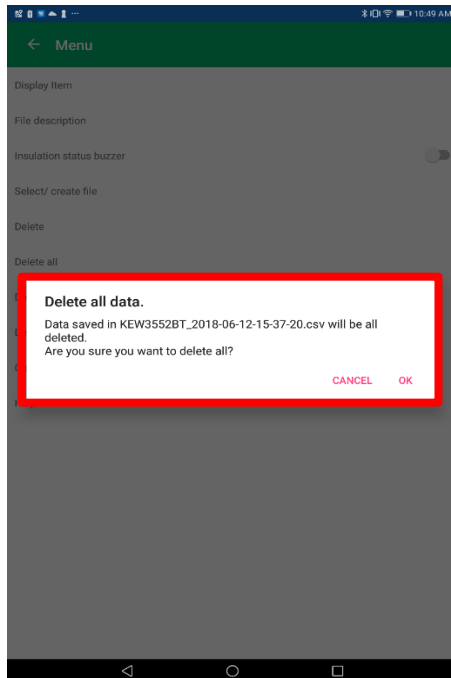 10:49 AM
Menu
Display Item
File description
Insulation status buzzer
Select/ create file
Delete
Delete all
Delete all data.
Data saved in KEW3552BT_2018-06-12-15-37-20.csv will be all
deleted.
Are you sure you want to delete all?
CANCEL OK